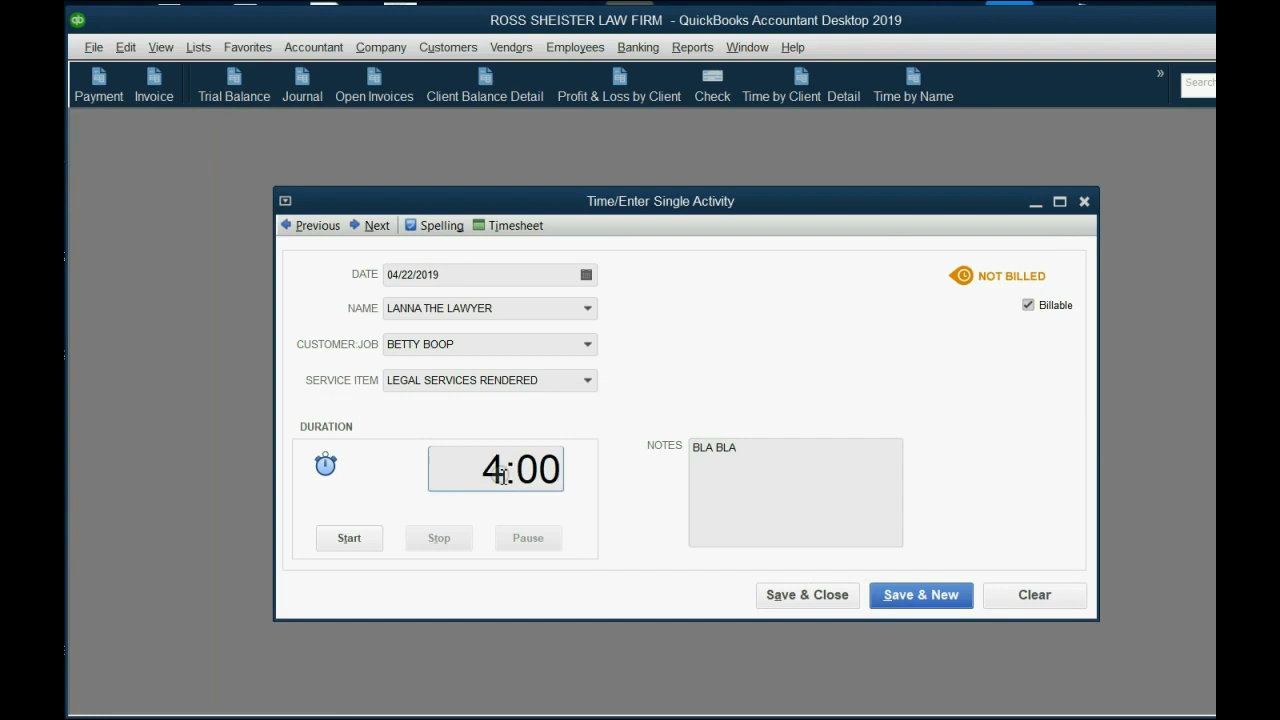 qb
ROSS SHEISTER LAW FIRM - QuickBooks Accountant Desktop 2019
File Edit View Lists Favorites Accountant Company Customers Vendors Employees Banking Reports Window Help
Payment Invoice Trial Balance Journal Open Invoices Client Balance Detail Profit & Loss by Client Check Time by Client Detail Time by Name » Search
Time/Enter Single Activity
Previous Next Spelling Timesheet
DATE 04/22/2019 NOT BILLED
NAME LANNA THE LAWYER Billable
CUSTOMER:JOB BETTY BOOP
SERVICE ITEM LEGAL SERVICES RENDERED
DURATION
NOTES BLA BLA
4:00
Start Stop Pause
Save & Close Save & New Clear